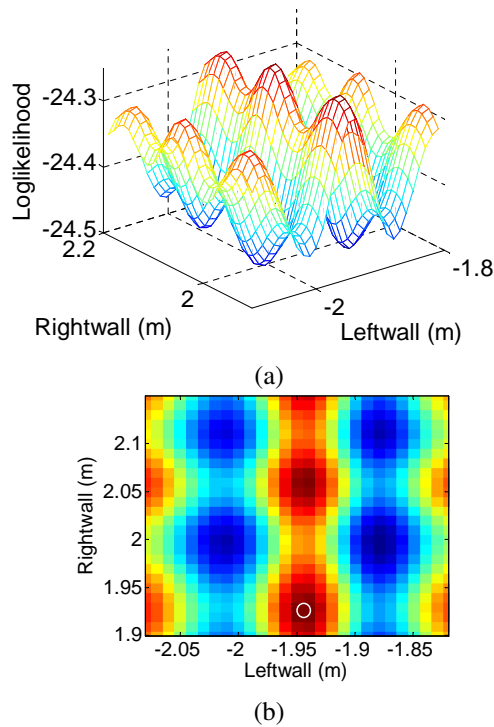 Loglikelihood
-24.3
-24.4
-24.5
2.2
2
Rightwall (m)
-2
-1.8
Leftwall (m)
(a)
Rightwall (m)
2.1
2.05
2
1.95
1.9
-2.05 -2 -1.95 -1.9 -1.85
Leftwall (m)
(b)